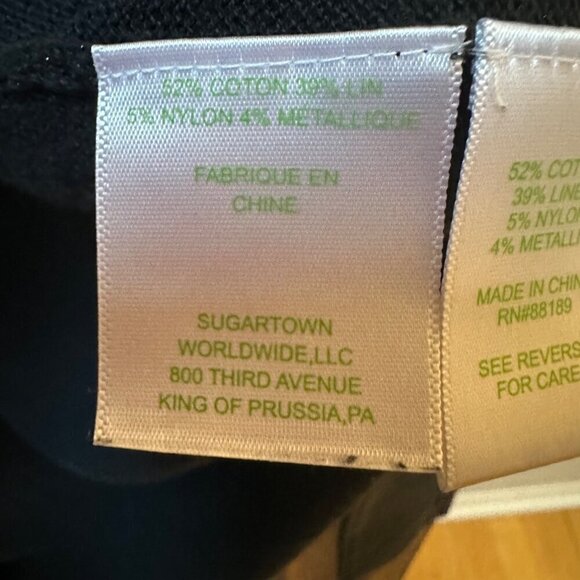 52% COTON 39% LIN
5% NYLON 4% METALLIQUE
FABRIQUE EN
CHINE
SUGARTOWN
WORLDWIDE,LLC
800 THIRD AVENUE
KING OF PRUSSIA,PA
52% COT
39% LINE
5% NYLO
4% METALLI
MADE IN CHIN
RN#88189
SEE REVERS
FOR CARE